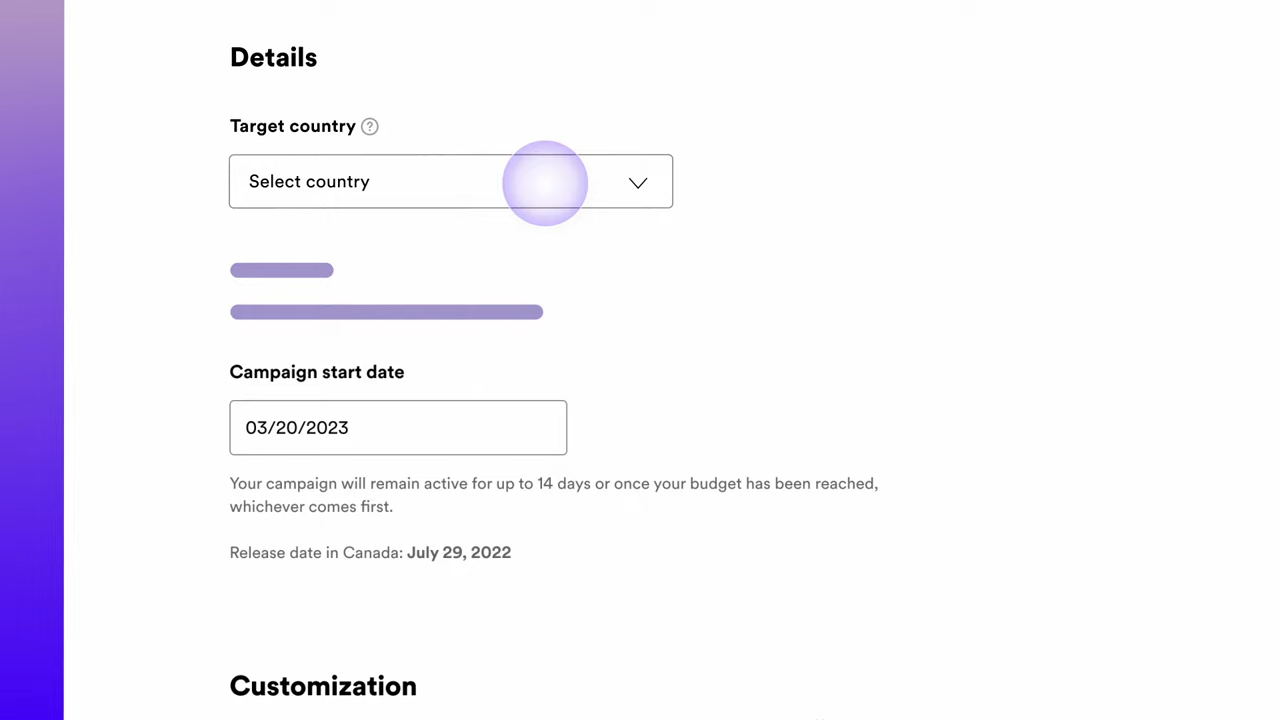 Details
Target country ?
Select country
Campaign start date
03/20/2023
Your campaign will remain active for up to 14 days or once your budget has been reached,
whichever comes first.
Release date in Canada: July 29, 2022
Customization